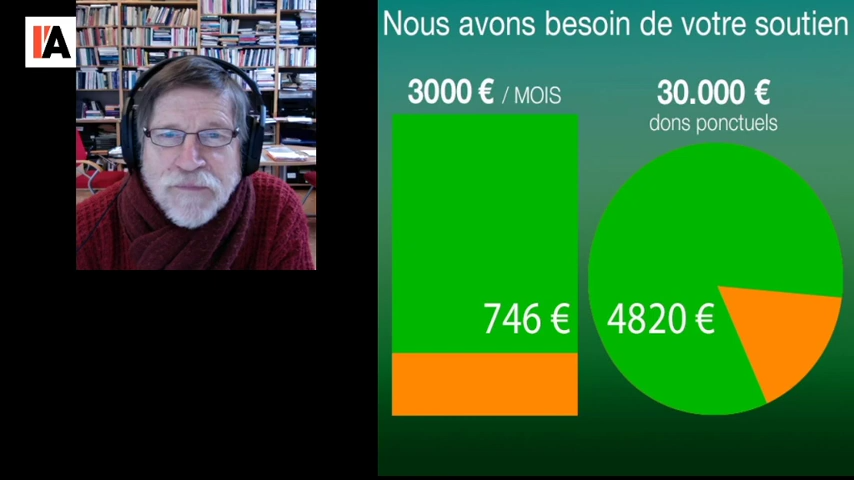 IA
Nous avons besoin de votre soutien
3000 € / MOIS
746 €
30.000 €
dons ponctuels
4820 €